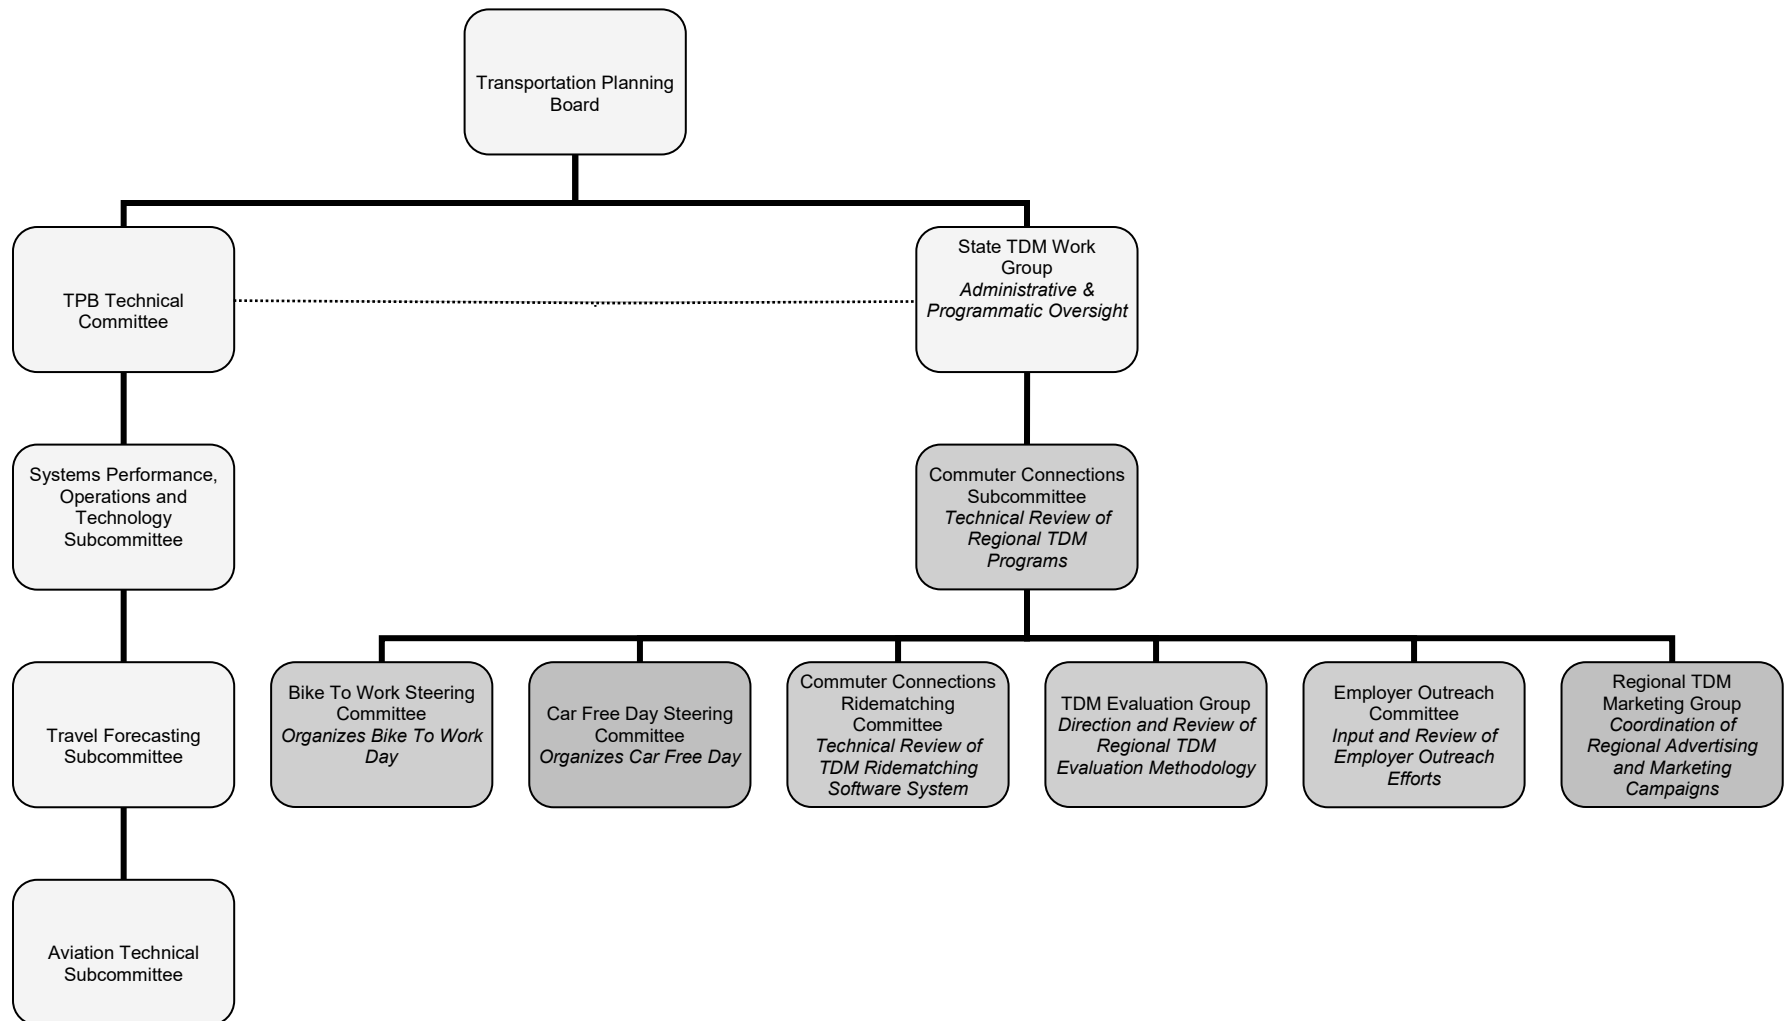 Transportation Planning
Board
TPB Technical
Committee
State TDM Work
Group
Administrative &
Programmatic Oversight
Systems Performance,
Operations and
Technology
Subcommittee
Commuter Connections
Subcommittee
Technical Review of
Regional TDM
Programs
Travel Forecasting
Subcommittee
Bike To Work Steering
Committee
Organizes Bike To Work
Day
Car Free Day Steering
Committee
Organizes Car Free Day
Commuter Connections
Ridematching
Committee
Technical Review of
TDM Ridematching
Software System
TDM Evaluation Group
Direction and Review of
Regional TDM
Evaluation Methodology
Employer Outreach
Committee
Input and Review of
Employer Outreach
Efforts
Regional TDM
Marketing Group
Coordination of
Regional Advertising
and Marketing
Campaigns
Aviation Technical
Subcommittee